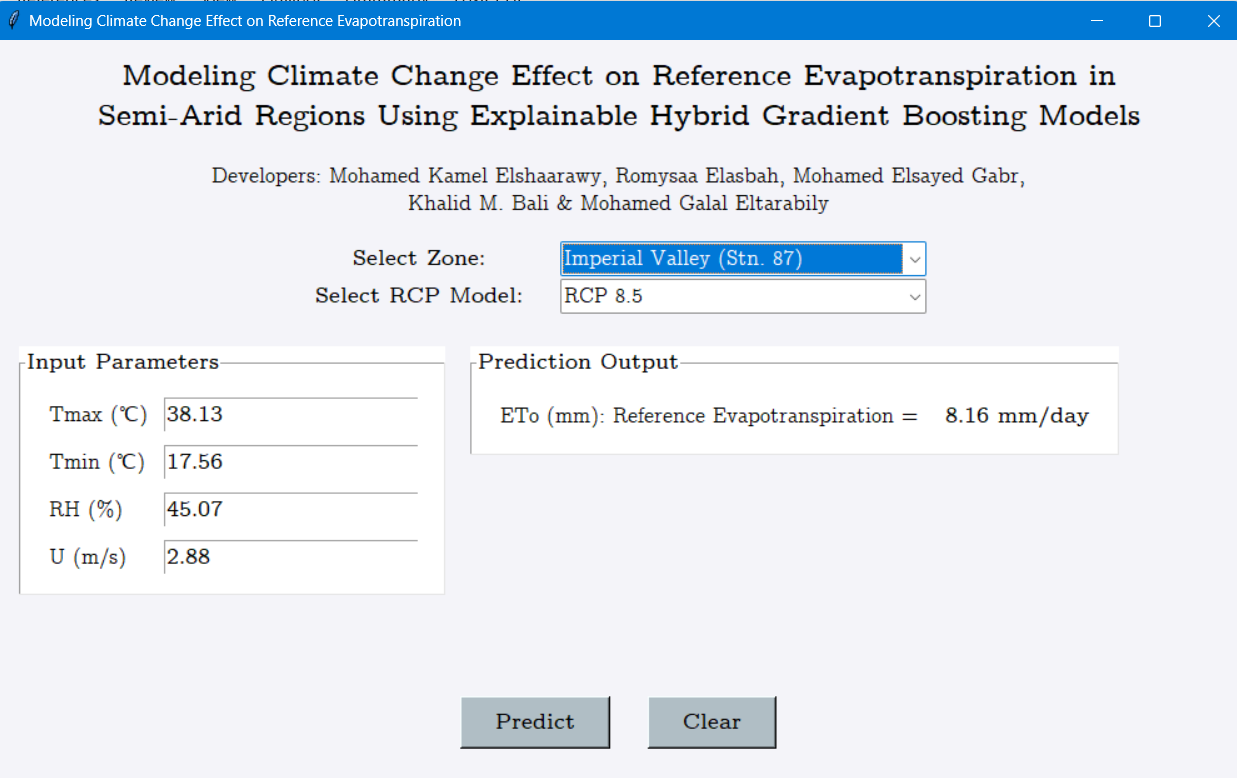 Modeling Climate Change Effect on Reference Evapotranspiration
Modeling Climate Change Effect on Reference Evapotranspiration in
Semi-Arid Regions Using Explainable Hybrid Gradient Boosting Models
Developers: Mohamed Kamel Elshaarawy, Romysaa Elasbah, Mohamed Elsayed Gabr,
Khalid M. Bali & Mohamed Galal Eltarabily
Select Zone: Imperial Valley (Stn. 87)
Select RCP Model: RCP 8.5
Input Parameters
Tmax (℃) 38.13
Tmin (℃) 17.56
RH (%) 45.07
U (m/s) 2.88
Prediction Output
ETo (mm): Reference Evapotranspiration = 8.16 mm/day
Predict Clear